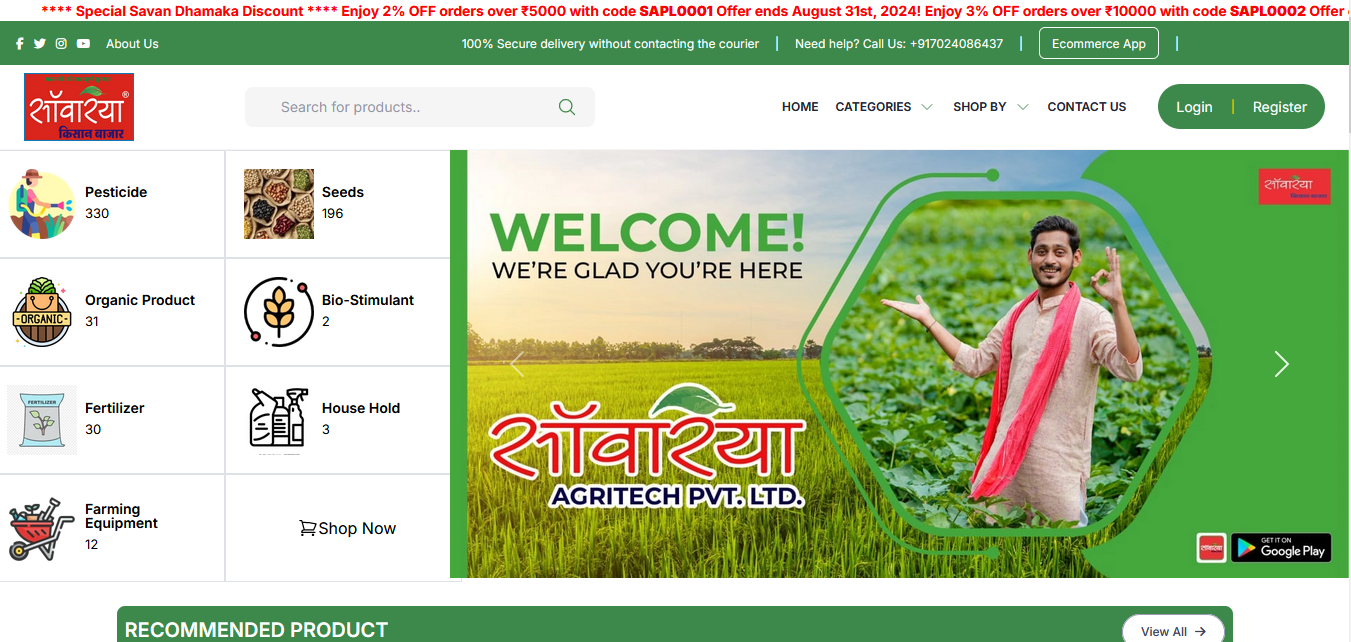 **** Special Savan Dhamaka Discount **** Enjoy 2% OFF orders over ₹5000 with code SAPL0001 Offer ends August 31st, 2024! Enjoy 3% OFF orders over ₹10000 with code SAPL0002 Offer
About Us
100% Secure delivery without contacting the courier
Need help? Call Us: +917024086437
Ecommerce App
साँवारिया ®
किसान बाजार
Search for products..
HOME
CATEGORIES
SHOP BY
CONTACT US
Login | Register
Pesticide
330
Seeds
196
Organic Product
31
ORGANIC
Bio-Stimulant
2
Fertilizer
30
FERTILIZER
House Hold
3
Farming
Equipment
12
Shop Now
WELCOME!
WE'RE GLAD YOU'RE HERE
साँवारिया
AGRITECH PVT. LTD.
साँवारिया
किसान बाजार
साँवारिया
GET IT ON
Google Play
RECOMMENDED PRODUCT
View All